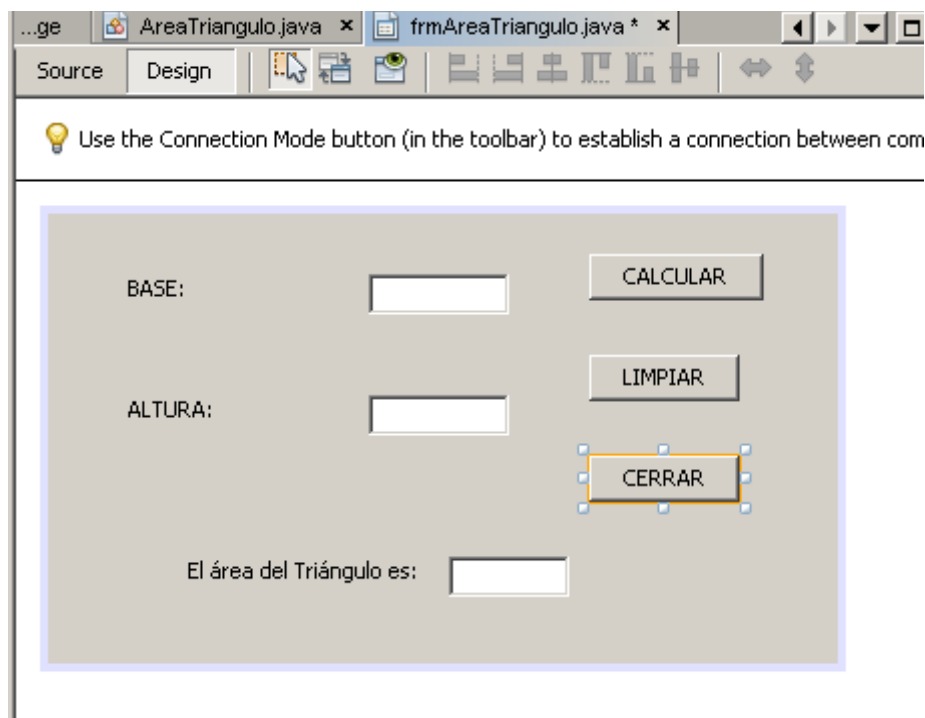 ...ge AreaTriangulo.java × frmAreaTriangulo.java * ×
Source Design
Use the Connection Mode button (in the toolbar) to establish a connection between com
BASE: CALCULAR
LIMPIAR
ALTURA:
CERRAR
El área del Triángulo es: